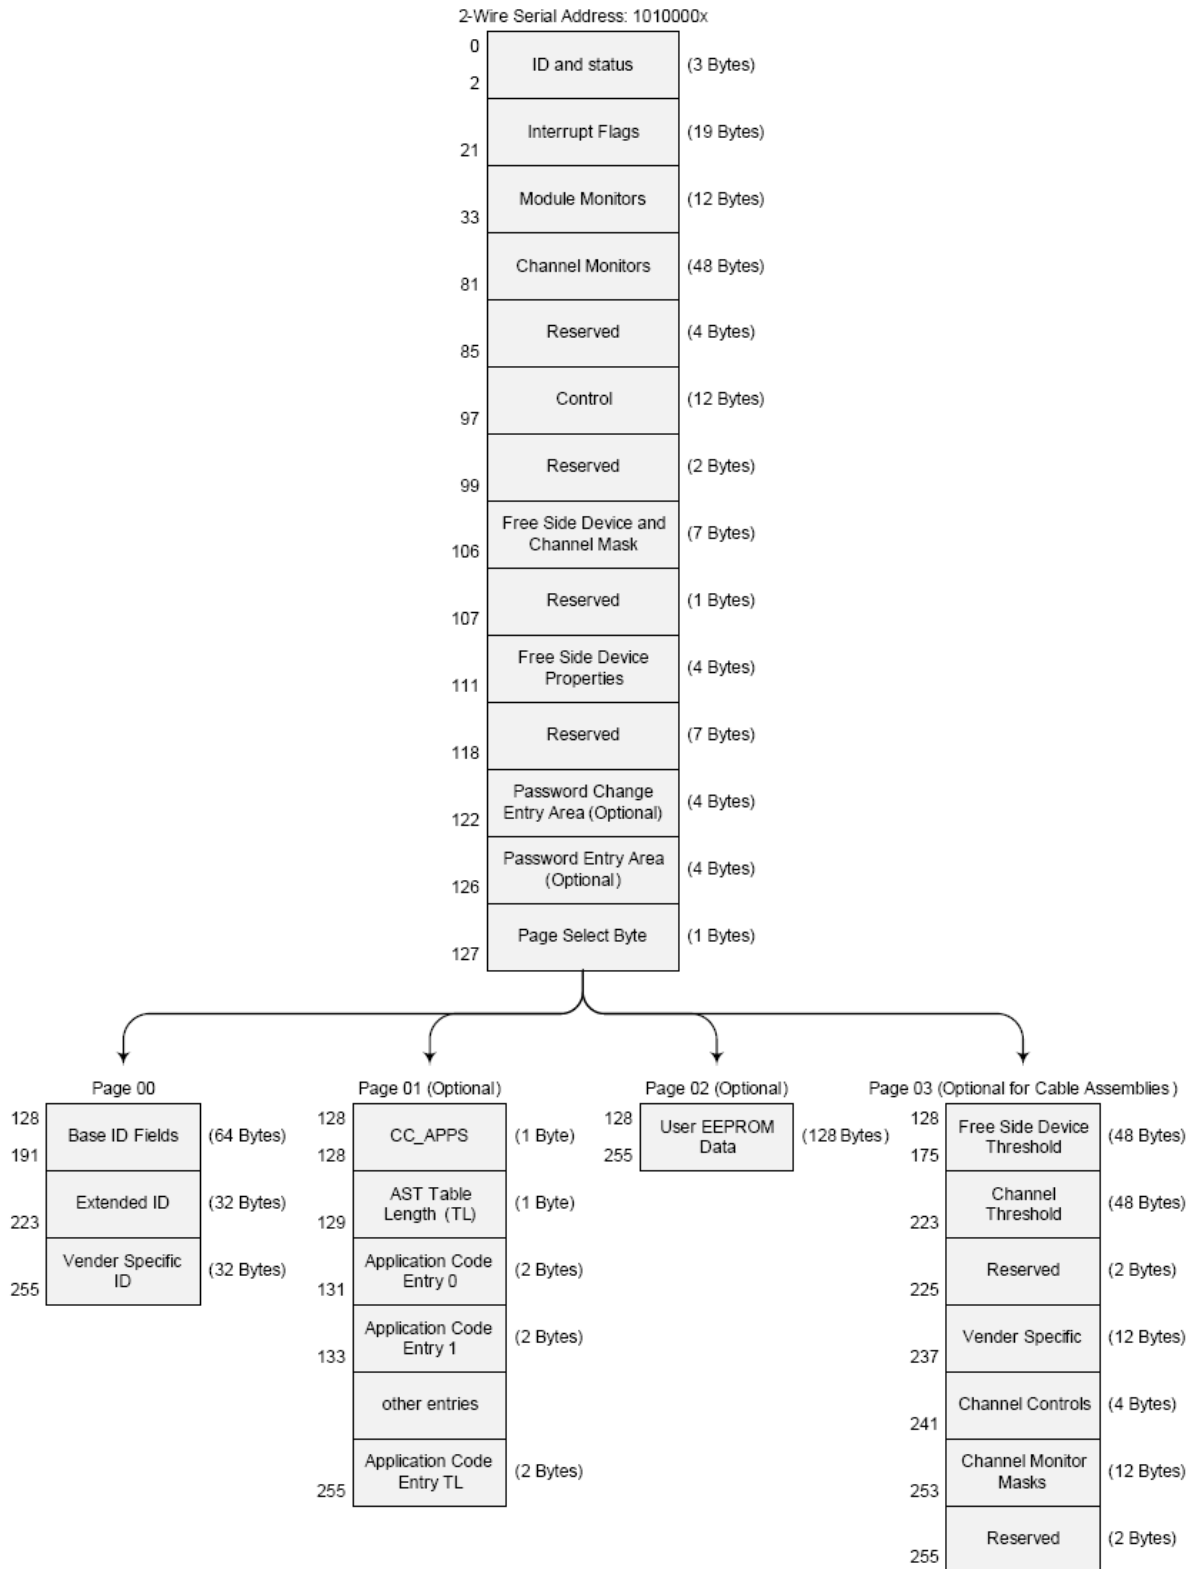 2-Wire Serial Address: 1010000x
0
ID and status
(3 Bytes)
2
Interrupt Flags
(19 Bytes)
21
Module Monitors
(12 Bytes)
33
Channel Monitors
(48 Bytes)
81
Reserved
(4 Bytes)
85
Control
(12 Bytes)
97
Reserved
(2 Bytes)
99
Free Side Device and
Channel Mask
(7 Bytes)
106
Reserved
(1 Bytes)
107
Free Side Device
Properties
(4 Bytes)
111
Reserved
(7 Bytes)
118
Password Change
Entry Area (Optional)
(4 Bytes)
122
Password Entry Area
(Optional)
(4 Bytes)
126
Page Select Byte
(1 Bytes)
127
Page 00
128
Base ID Fields
(64 Bytes)
191
Extended ID
(32 Bytes)
223
Vender Specific
ID
(32 Bytes)
255
Page 01 (Optional)
128
CC_APPS
(1 Byte)
128
AST Table
Length (TL)
(1 Byte)
129
Application Code
Entry 0
(2 Bytes)
131
Application Code
Entry 1
(2 Bytes)
133
other entries
Application Code
Entry TL
(2 Bytes)
255
Page 02 (Optional)
128
User EEPROM
Data
(128 Bytes)
255
Page 03 (Optional for Cable Assemblies)
128
Free Side Device
Threshold
(48 Bytes)
175
Channel
Threshold
(48 Bytes)
223
Reserved
(2 Bytes)
225
Vender Specific
(12 Bytes)
237
Channel Controls
(4 Bytes)
241
Channel Monitor
Masks
(12 Bytes)
253
Reserved
(2 Bytes)
255